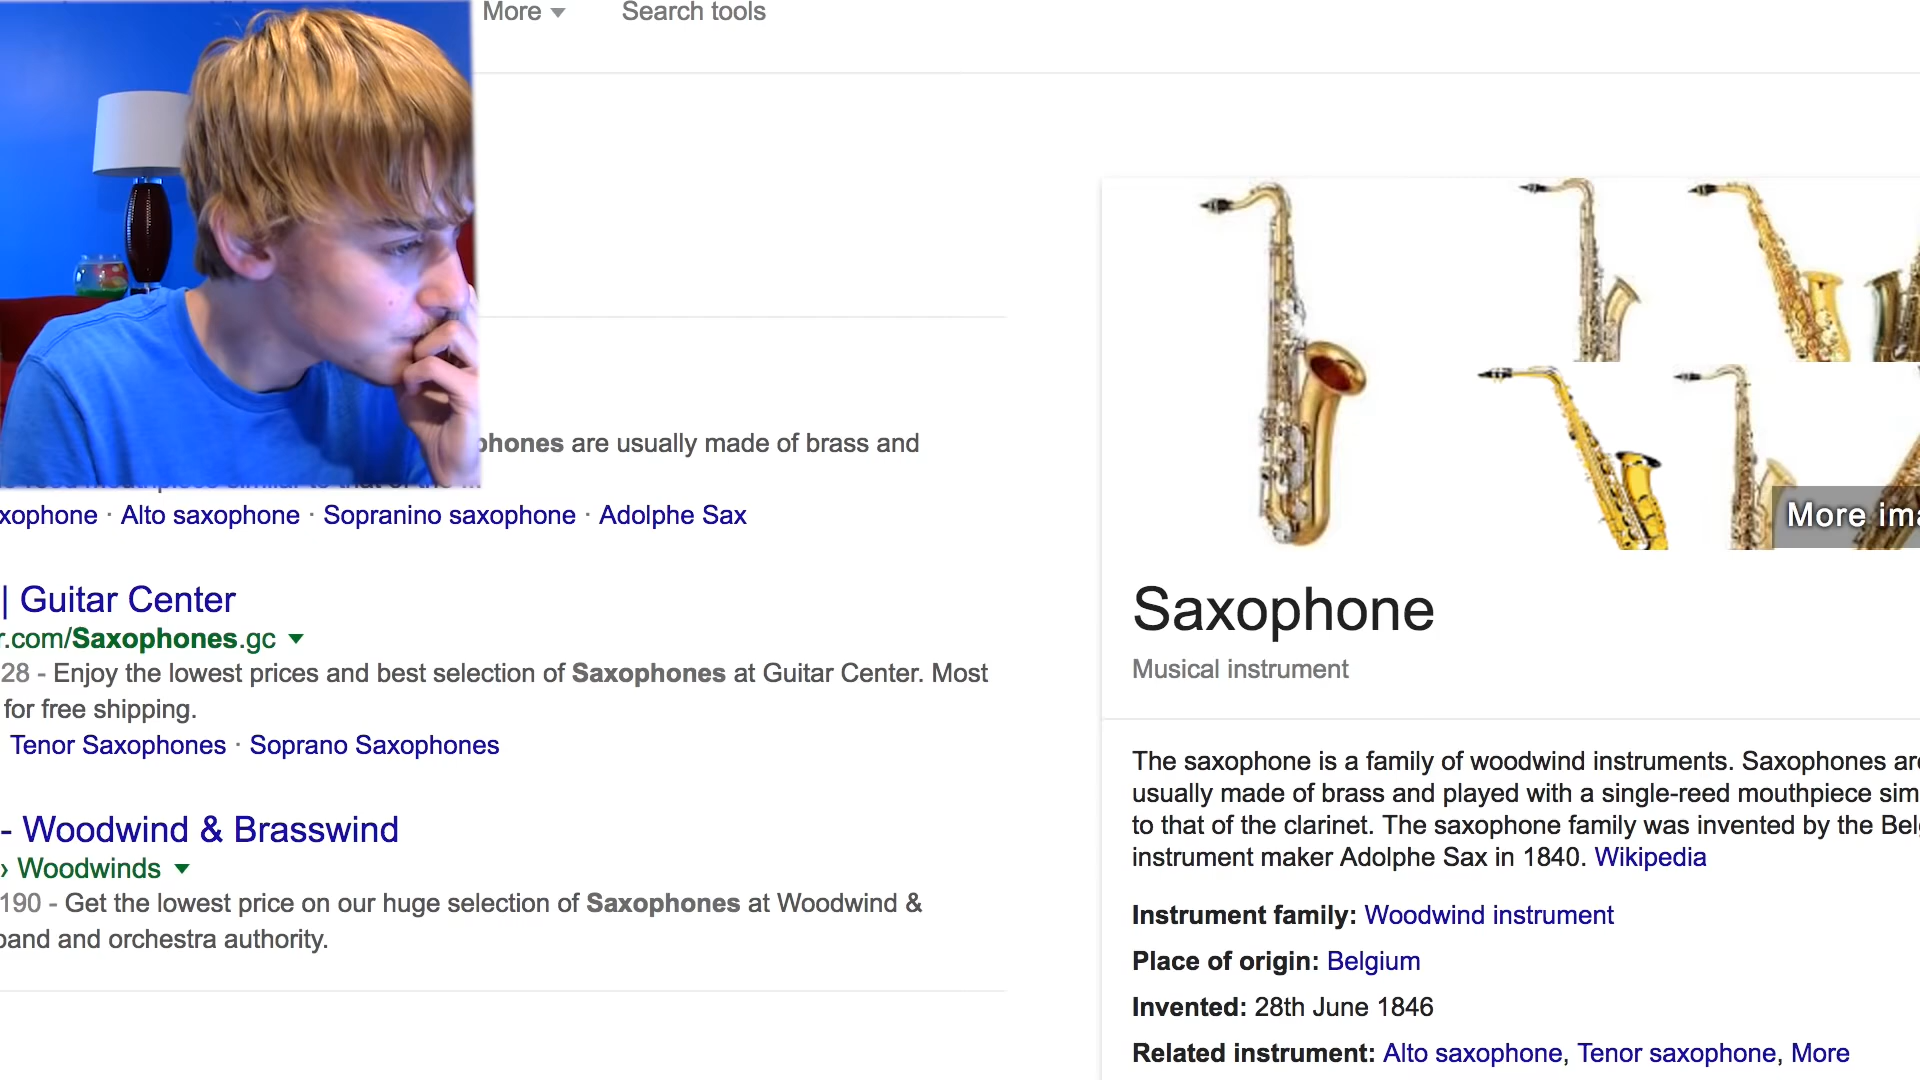 More
Search tools
phones are usually made of brass and
xophone · Alto saxophone · Sopranino saxophone · Adolphe Sax
| Guitar Center
r.com/Saxophones.gc
28 - Enjoy the lowest prices and best selection of Saxophones at Guitar Center. Most
for free shipping.
Tenor Saxophones · Soprano Saxophones
- Woodwind & Brasswind
› Woodwinds
190 - Get the lowest price on our huge selection of Saxophones at Woodwind &
band and orchestra authority.
More ima
Saxophone
Musical instrument
The saxophone is a family of woodwind instruments. Saxophones are
usually made of brass and played with a single-reed mouthpiece sim
to that of the clarinet. The saxophone family was invented by the Belg
instrument maker Adolphe Sax in 1840. Wikipedia
Instrument family: Woodwind instrument
Place of origin: Belgium
Invented: 28th June 1846
Related instrument: Alto saxophone, Tenor saxophone, More